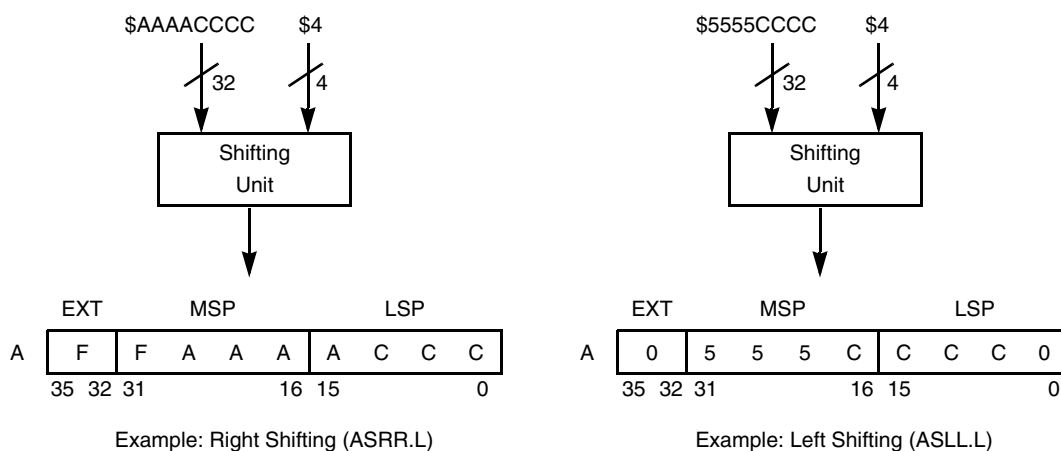 $AAAACCCC $4
32 4
Shifting
Unit
EXT MSP LSP
A F F A A A A C C C
35 32 31 16 15 0
Example: Right Shifting (ASRR.L)
$5555CCCC $4
32 4
Shifting
Unit
EXT MSP LSP
A 0 5 5 5 C C C C 0
35 32 31 16 15 0
Example: Left Shifting (ASLL.L)